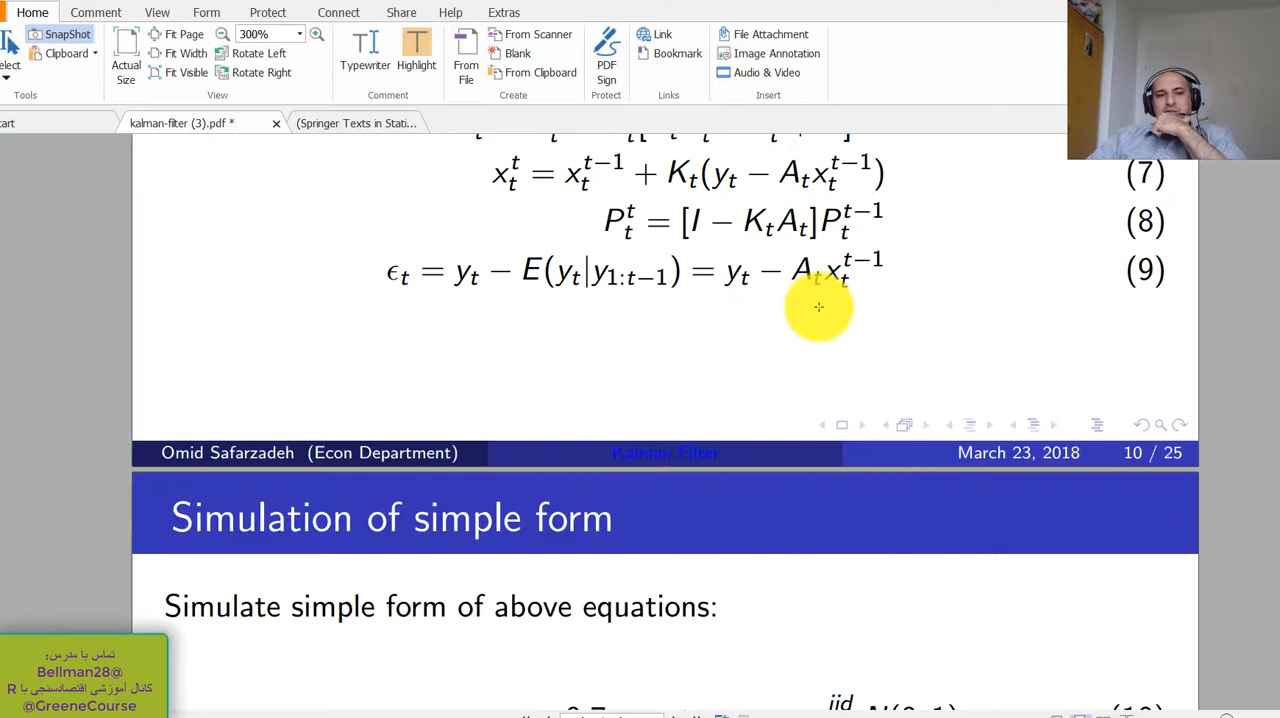 Home Comment View Form Protect Connect Share Help Extras
SnapShot
Clipboard
elect
Tools
Actual Size
Fit Page
Fit Width
Fit Visible
300%
Rotate Left
Rotate Right
View
Typewriter
Highlight
Comment
From File
From Scanner
Blank
From Clipboard
Create
PDF Sign
Protect
Link
Bookmark
Links
File Attachment
Image Annotation
Audio & Video
Insert
tart
kalman-filter (3).pdf *
(Springer Texts in Stati...
x_t^t = x_t^{t−1} + K_t(y_t − A_t x_t^{t−1}) (7)
P_t^t = [I − K_t A_t]P_t^{t−1} (8)
ϵ_t = y_t − E(y_t|y_{1:t−1}) = y_t − A_t x_t^{t−1} (9)
Omid Safarzadeh (Econ Department) Kalman Filter March 23, 2018 10 / 25
Simulation of simple form
Simulate simple form of above equations:
iid
تماس با مدرس:
@Bellman28
کانال آموزشی اقتصادسنجی با R
@GreeneCourse